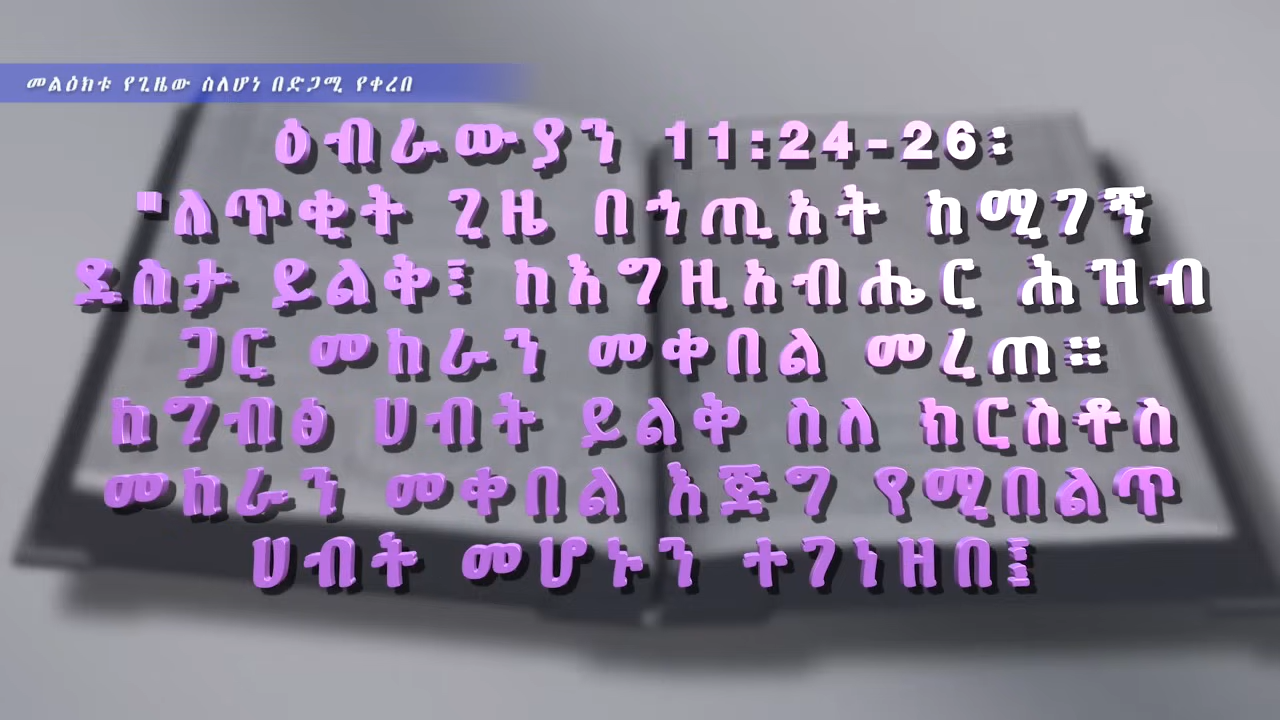 መልዕክቱ የጊዜው ስለሆነ በድጋሚ የቀረበ
ዕብራውያን 11:24-26፡
"ለጥቂት ጊዜ በኀጢአት ከሚገኝ
ደስታ ይልቅ፣ ከእግዚአብሔር ሕዝብ
ጋር መከራን መቀበል መረጠ።
ከግብፅ ሀብት ይልቅ ስለ ክርስቶስ
መከራን መቀበል እጅግ የሚበልጥ
ሀብት መሆኑን ተገነዘበ፤